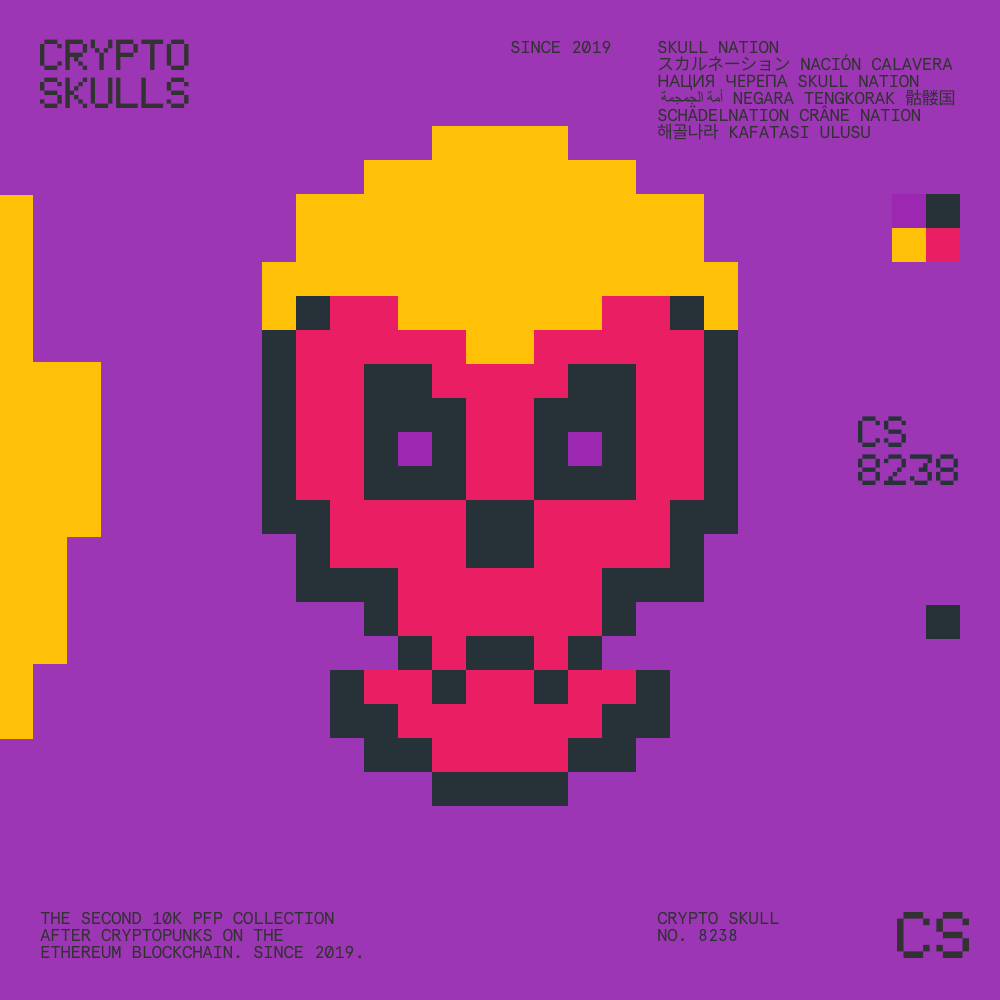 CRYPTO
SKULLS
SINCE 2019
SKULL NATION
スカルネーション NACIÓN CALAVERA
НАЦИЯ ЧЕРЕПА SKULL NATION
أمة الجمجمة NEGARA TENGKORAK 骷髅国
SCHÄDELNATION CRÂNE NATION
해골나라 KAFATASI ULUSU
CS
8238
THE SECOND 10K PFP COLLECTION
AFTER CRYPTOPUNKS ON THE
ETHEREUM BLOCKCHAIN. SINCE 2019.
CRYPTO SKULL
NO. 8238
CS